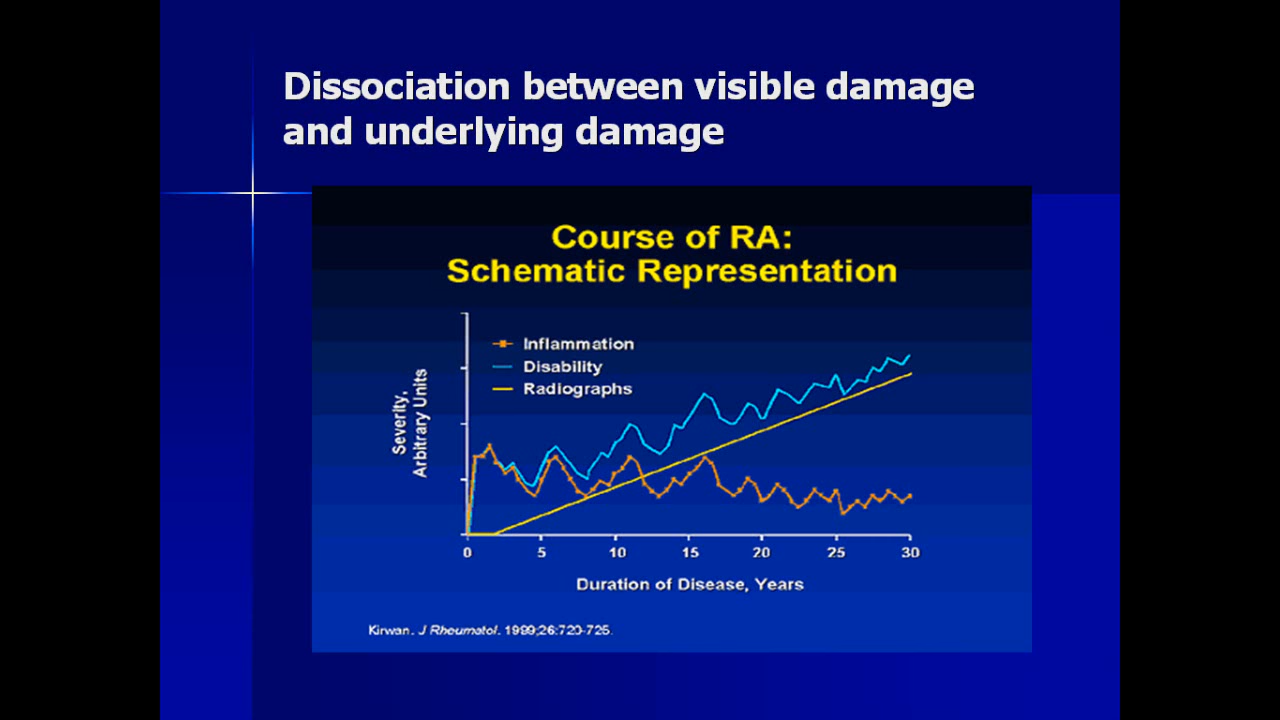 Dissociation between visible damage
and underlying damage
Course of RA:
Schematic Representation
Inflammation
Disability
Radiographs
Severity,
Arbitrary Units
0 5 10 15 20 25 30
Duration of Disease, Years
Kirwan. J Rheumatol. 1999;26:720-725.